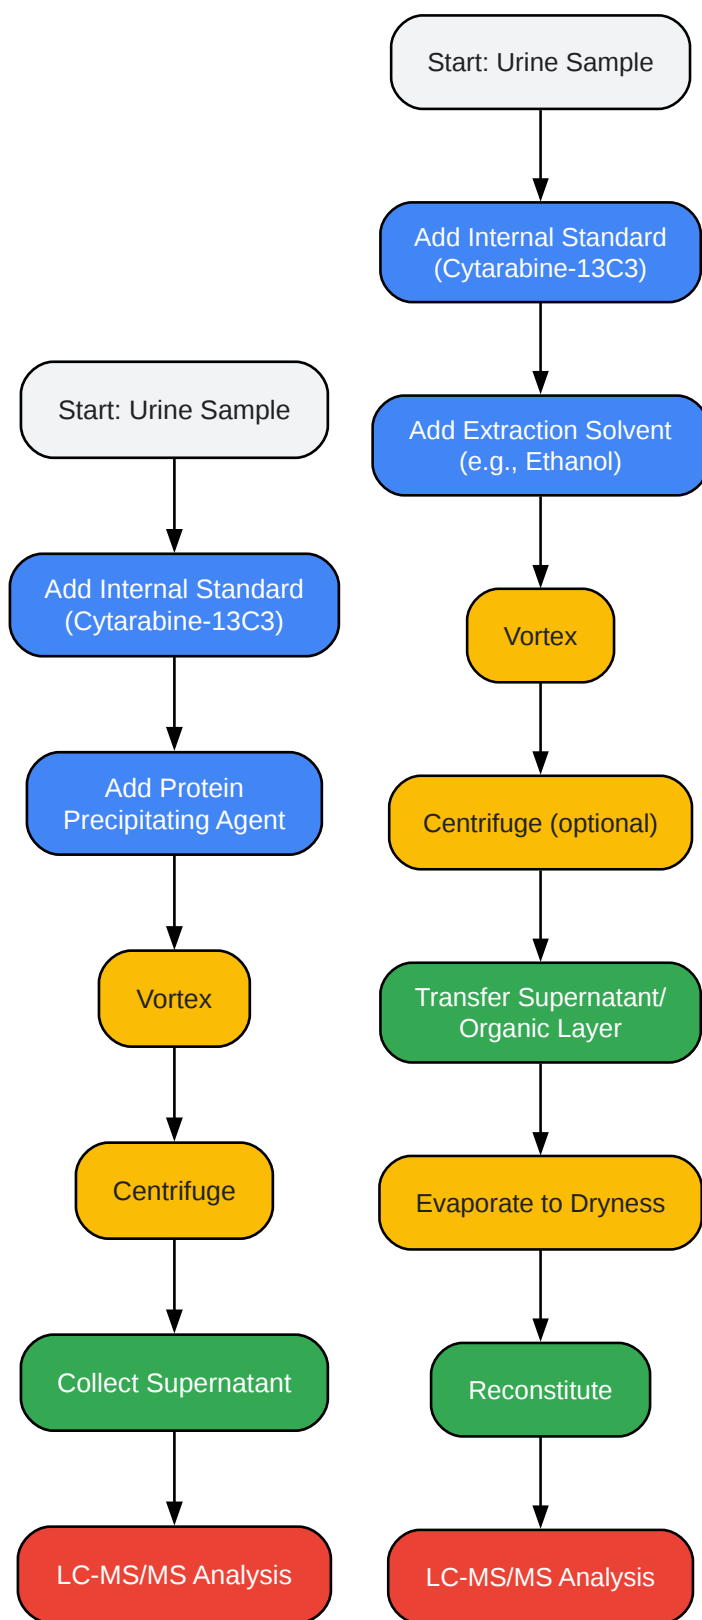 Start: Urine Sample
Add Internal Standard
(Cytarabine-13C3)
Add Protein
Precipitating Agent
Vortex
Centrifuge
Collect Supernatant
LC-MS/MS Analysis
Start: Urine Sample
Add Internal Standard
(Cytarabine-13C3)
Add Extraction Solvent
(e.g., Ethanol)
Vortex
Centrifuge (optional)
Transfer Supernatant/
Organic Layer
Evaporate to Dryness
Reconstitute
LC-MS/MS Analysis